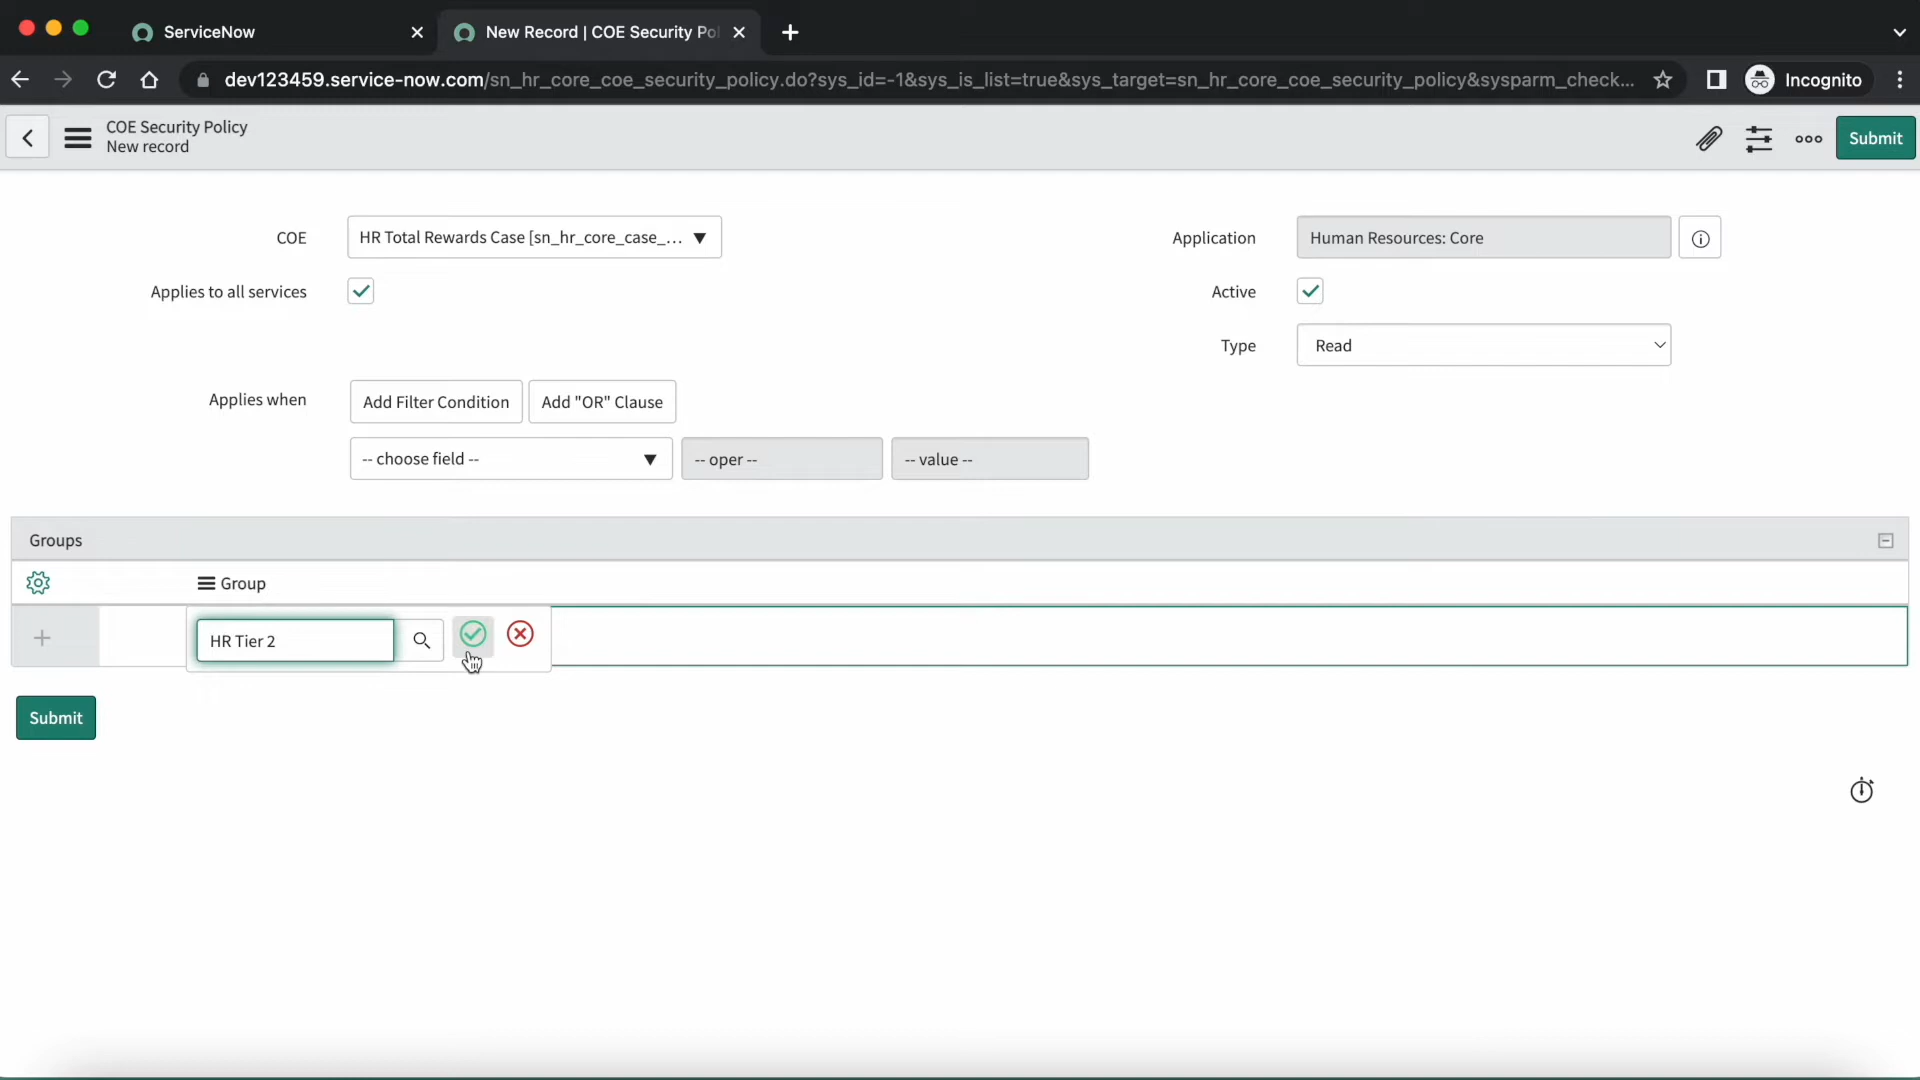 ServiceNow
New Record | COE Security Pol
dev123459.service-now.com/sn_hr_core_coe_security_policy.do?sys_id=-1&sys_is_list=true&sys_target=sn_hr_core_coe_security_policy&sysparm_check...
Incognito
COE Security Policy
New record
Submit
COE
HR Total Rewards Case [sn_hr_core_case_...
Application
Human Resources: Core
Applies to all services
Active
Type
Read
Applies when
Add Filter Condition
Add "OR" Clause
-- choose field --
-- oper --
-- value --
Groups
Group
HR Tier 2
Submit